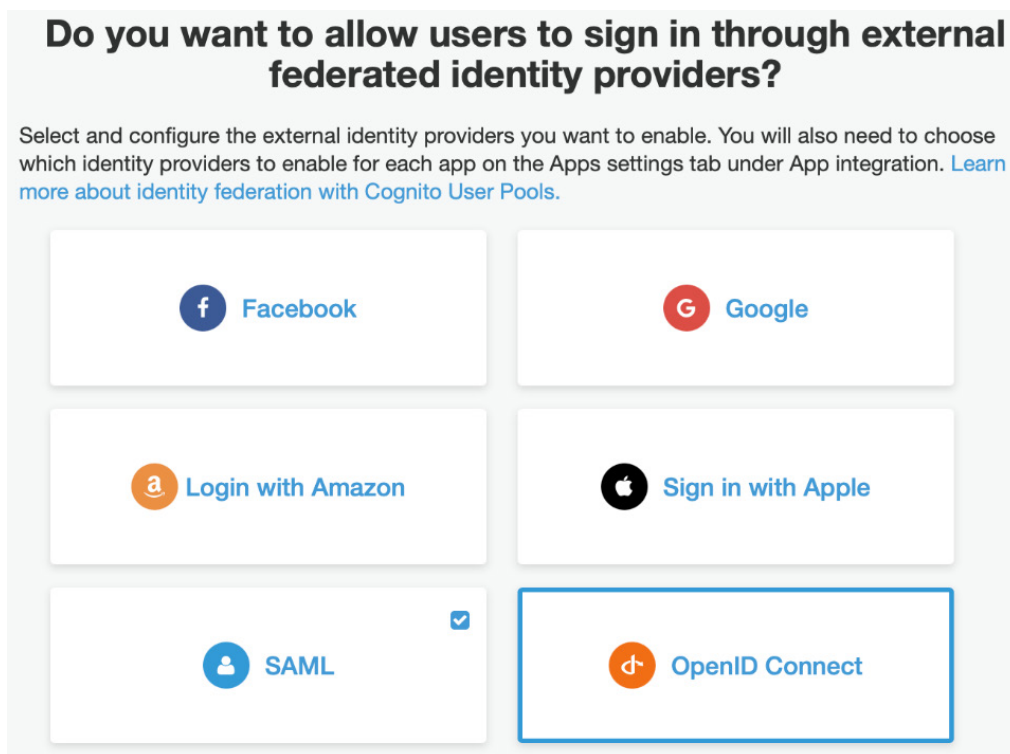 Do you want to allow users to sign in through external
federated identity providers?
Select and configure the external identity providers you want to enable. You will also need to choose
which identity providers to enable for each app on the Apps settings tab under App integration. Learn
more about identity federation with Cognito User Pools.
Facebook
Google
Login with Amazon
Sign in with Apple
SAML
OpenID Connect